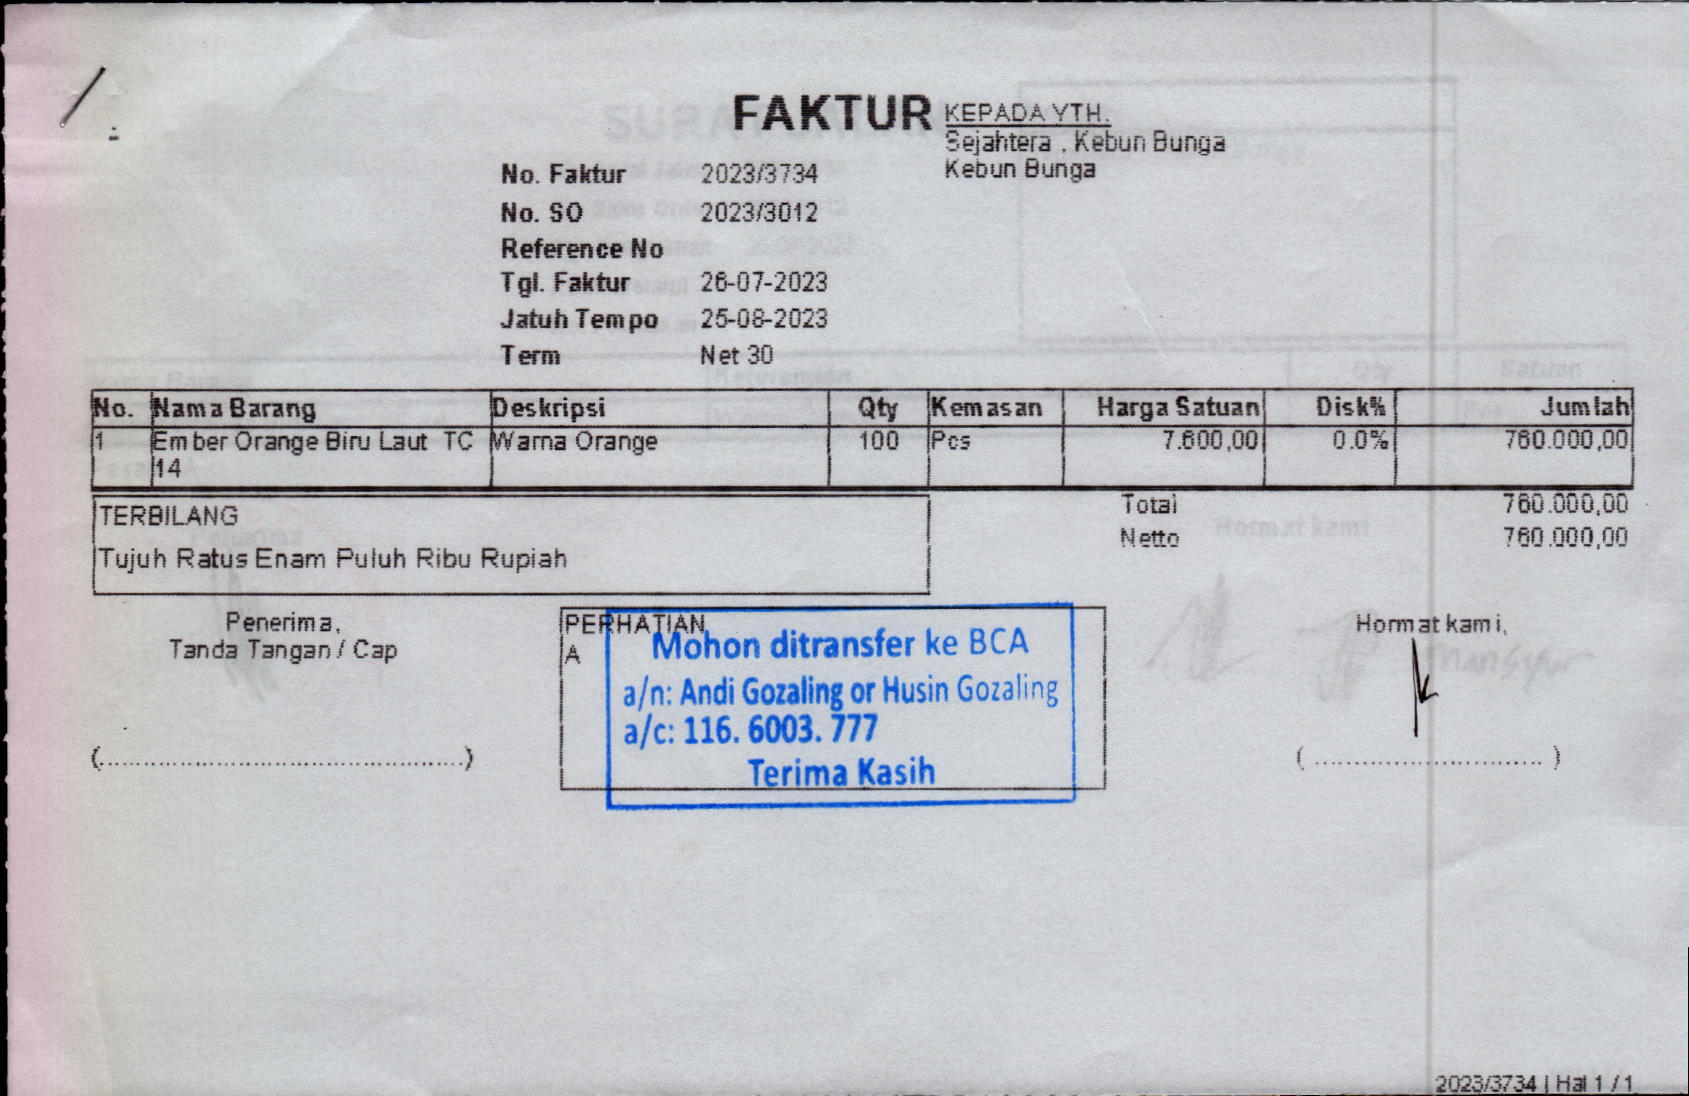 FAKTUR
KEPADA YTH.
Sejahtera , Kebun Bunga
Kebun Bunga
No. Faktur 2023/3734
No. SO 2023/3012
Reference No
Tgl. Faktur 26-07-2023
Jatuh Tempo 25-08-2023
Term Net 30
No. Nama Barang Deskripsi Qty Kemasan Harga Satuan Disk% Jumlah
1 Ember Orange Biru Laut TC Warna Orange 100 Pcs 7.600,00 0.0% 760.000,00
14
Total 760.000,00
Netto 760.000,00
TERBILANG
Tujuh Ratus Enam Puluh Ribu Rupiah
Penerima,
Tanda Tangan / Cap
(............................................)
PERHATIAN
A
Mohon ditransfer ke BCA
a/n: Andi Gozaling or Husin Gozaling
a/c: 116. 6003. 777
Terima Kasih
Hormat kami,
( ............................ )
2023/3734 | Hal 1 / 1